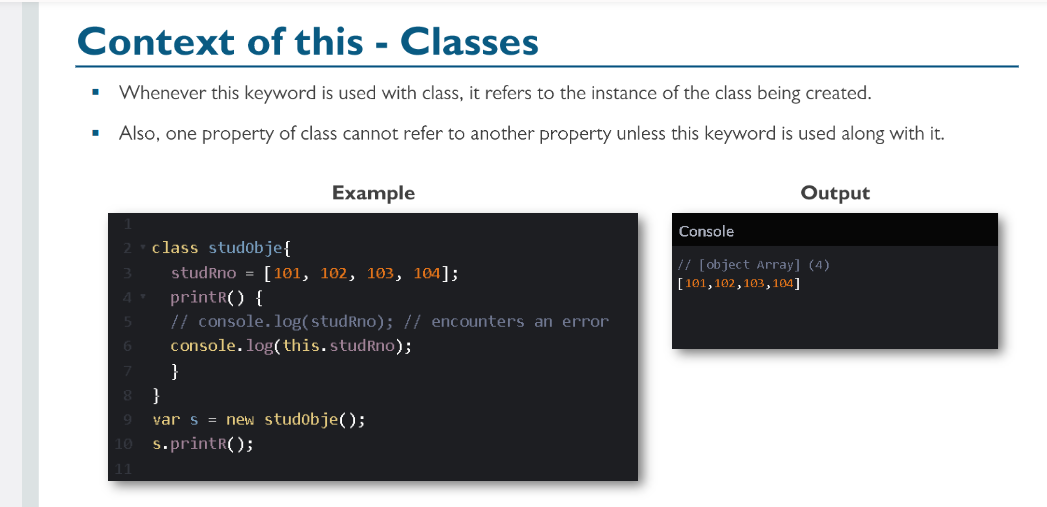 Context of this - Classes
Whenever this keyword is used with class, it refers to the instance of the class being created.
Also, one property of class cannot refer to another property unless this keyword is used along with it.
Example
1
2 class studObje{
3 studRno = [101, 102, 103, 104];
4 printR() {
5 // console.log(studRno); // encounters an error
6 console.log(this.studRno);
7 }
8 }
9 var s = new studObje();
10 s.printR();
11
Output
Console
// [object Array] (4)
[101,102,103,104]